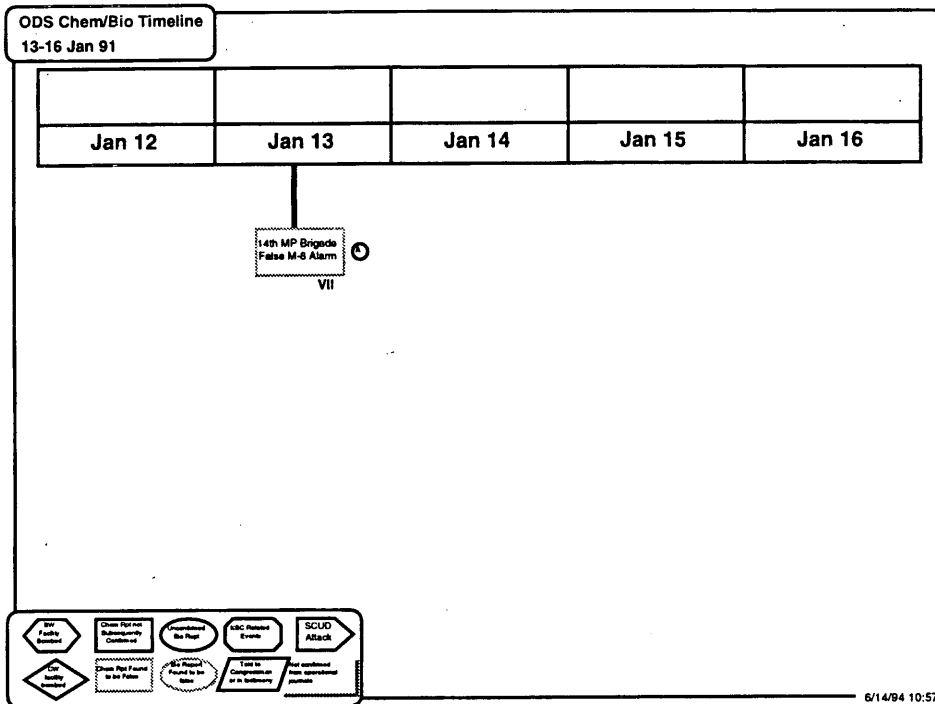 ODS Chem/Bio Timeline
13-16 Jan 91
Jan 12 Jan 13 Jan 14 Jan 15 Jan 16
14th MP Brigade
False M-8 Alarm
A
VII
BW
Facility
Bombed
Chem Rpt not
Subsequently
Confirmed
Unconfirmed
Bio Rept
KSC Related
Events
SCUD
Attack
CW
facility
bombed
Chem Rpt Found
to be False
Bio Report
Found to be
false
Told to
Congressmen
or in testimony
Not confirmed
from operational
journals
6/14/94 10:57